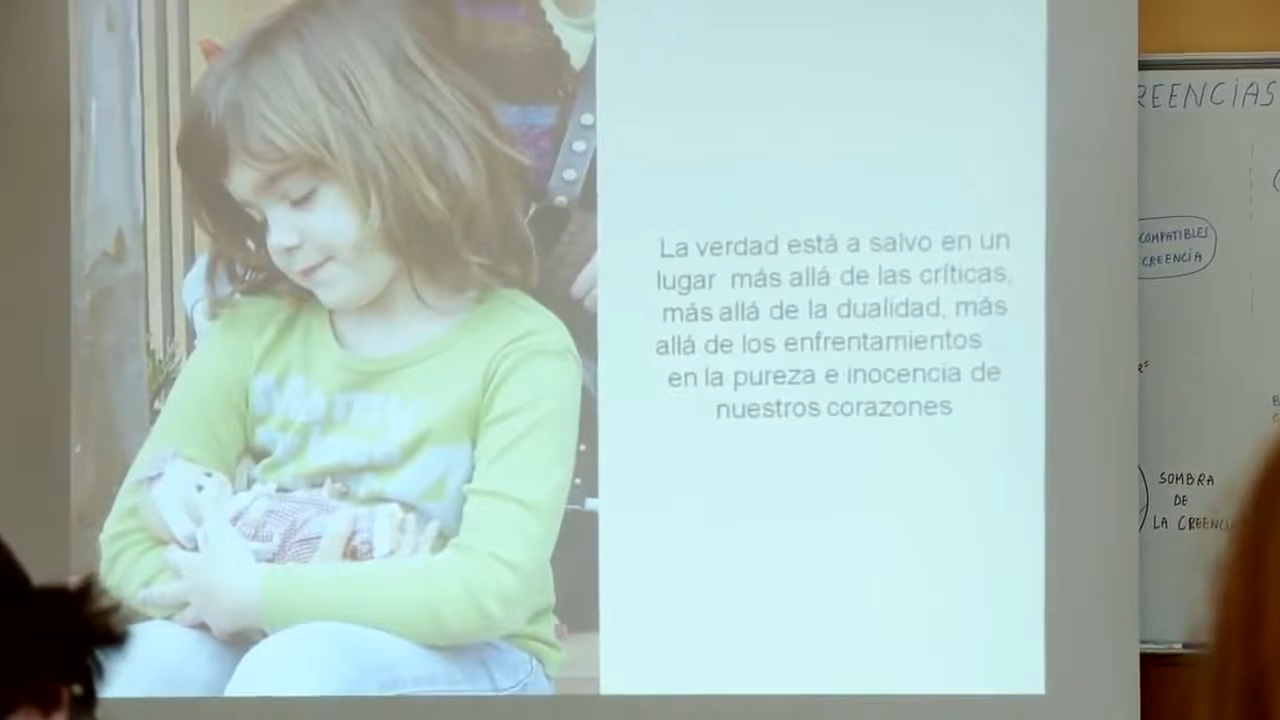 La verdad está a salvo en un
lugar más allá de las críticas,
más allá de la dualidad, más
allá de los enfrentamientos
en la pureza e inocencia de
nuestros corazones
REENCIAS
COMPATIBLES
CREENCIA
SOMBRA
DE
LA CREENCI